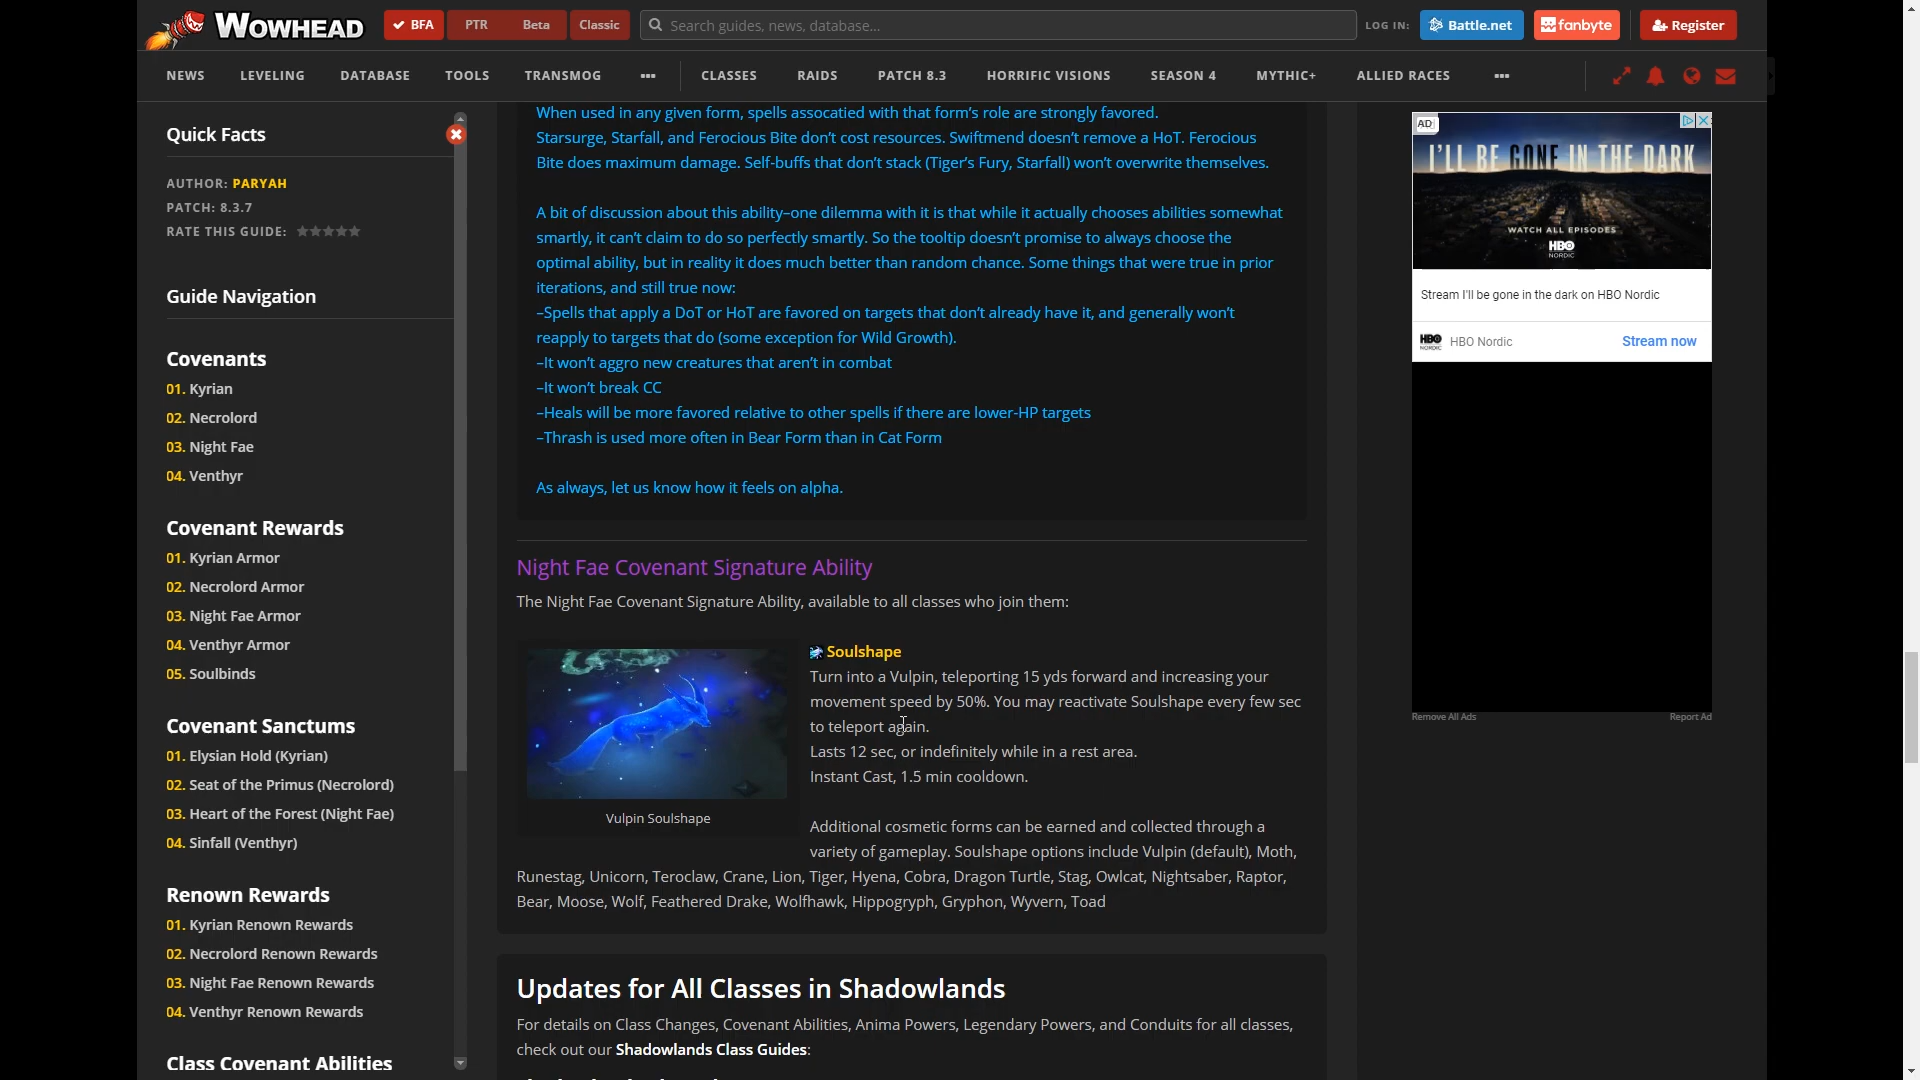 WOWHEAD
BFA
PTR
Beta
Classic
Search guides, news, database...
LOG IN:
Battle.net
fanbyte
Register
NEWS
LEVELING
DATABASE
TOOLS
TRANSMOG
CLASSES
RAIDS
PATCH 8.3
HORRIFIC VISIONS
SEASON 4
MYTHIC+
ALLIED RACES
Quick Facts
AUTHOR: PARYAH
PATCH: 8.3.7
RATE THIS GUIDE:
Guide Navigation
Covenants
01. Kyrian
02. Necrolord
03. Night Fae
04. Venthyr
Covenant Rewards
01. Kyrian Armor
02. Necrolord Armor
03. Night Fae Armor
04. Venthyr Armor
05. Soulbinds
Covenant Sanctums
01. Elysian Hold (Kyrian)
02. Seat of the Primus (Necrolord)
03. Heart of the Forest (Night Fae)
04. Sinfall (Venthyr)
Renown Rewards
01. Kyrian Renown Rewards
02. Necrolord Renown Rewards
03. Night Fae Renown Rewards
04. Venthyr Renown Rewards
Class Covenant Abilities
When used in any given form, spells assocatied with that form's role are strongly favored.
Starsurge, Starfall, and Ferocious Bite don't cost resources. Swiftmend doesn't remove a HoT. Ferocious
Bite does maximum damage. Self-buffs that don't stack (Tiger's Fury, Starfall) won't overwrite themselves.
A bit of discussion about this ability–one dilemma with it is that while it actually chooses abilities somewhat
smartly, it can't claim to do so perfectly smartly. So the tooltip doesn't promise to always choose the
optimal ability, but in reality it does much better than random chance. Some things that were true in prior
iterations, and still true now:
–Spells that apply a DoT or HoT are favored on targets that don't already have it, and generally won't
reapply to targets that do (some exception for Wild Growth).
–It won't aggro new creatures that aren't in combat
–It won't break CC
–Heals will be more favored relative to other spells if there are lower-HP targets
–Thrash is used more often in Bear Form than in Cat Form
As always, let us know how it feels on alpha.
Night Fae Covenant Signature Ability
The Night Fae Covenant Signature Ability, available to all classes who join them:
Vulpin Soulshape
Soulshape
Turn into a Vulpin, teleporting 15 yds forward and increasing your
movement speed by 50%. You may reactivate Soulshape every few sec
to teleport again.
Lasts 12 sec, or indefinitely while in a rest area.
Instant Cast, 1.5 min cooldown.
Additional cosmetic forms can be earned and collected through a
variety of gameplay. Soulshape options include Vulpin (default), Moth,
Runestag, Unicorn, Teroclaw, Crane, Lion, Tiger, Hyena, Cobra, Dragon Turtle, Stag, Owlcat, Nightsaber, Raptor,
Bear, Moose, Wolf, Feathered Drake, Wolfhawk, Hippogryph, Gryphon, Wyvern, Toad
Updates for All Classes in Shadowlands
For details on Class Changes, Covenant Abilities, Anima Powers, Legendary Powers, and Conduits for all classes,
check out our Shadowlands Class Guides:
AD
I'LL BE GONE IN THE DARK
WATCH ALL EPISODES
HBO
NORDIC
Stream I'll be gone in the dark on HBO Nordic
HBO
NORDIC
HBO Nordic
Stream now
Remove All Ads
Report Ad